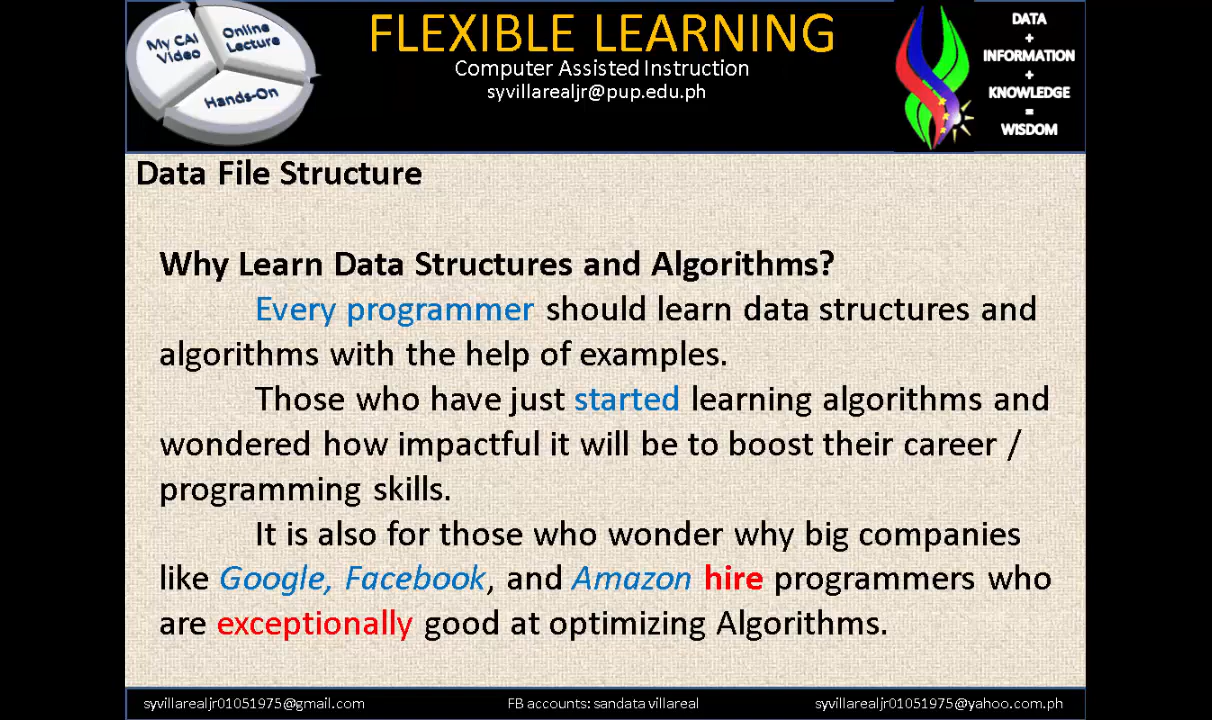 My CAI
Video
Online
Lecture
Hands-On
FLEXIBLE LEARNING
Computer Assisted Instruction
syvillarealjr@pup.edu.ph
DATA
+
INFORMATION
+
KNOWLEDGE
=
WISDOM
Data File Structure
Why Learn Data Structures and Algorithms?
Every programmer should learn data structures and
algorithms with the help of examples.
Those who have just started learning algorithms and
wondered how impactful it will be to boost their career /
programming skills.
It is also for those who wonder why big companies
like Google, Facebook, and Amazon hire programmers who
are exceptionally good at optimizing Algorithms.
syvillarealjr01051975@gmail.com
FB accounts: sandata villareal
syvillarealjr01051975@yahoo.com.ph